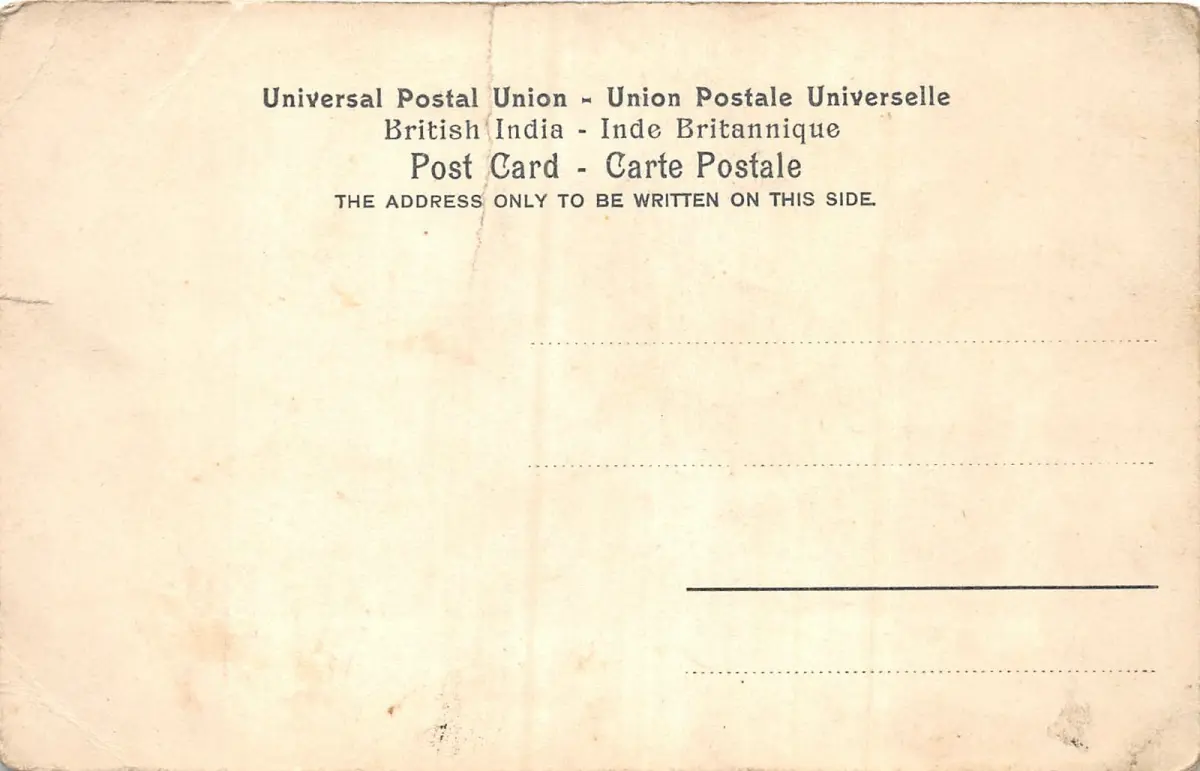 Universal Postal Union - Union Postale Universelle
British India - Inde Britannique
Post Card - Carte Postale
THE ADDRESS ONLY TO BE WRITTEN ON THIS SIDE.